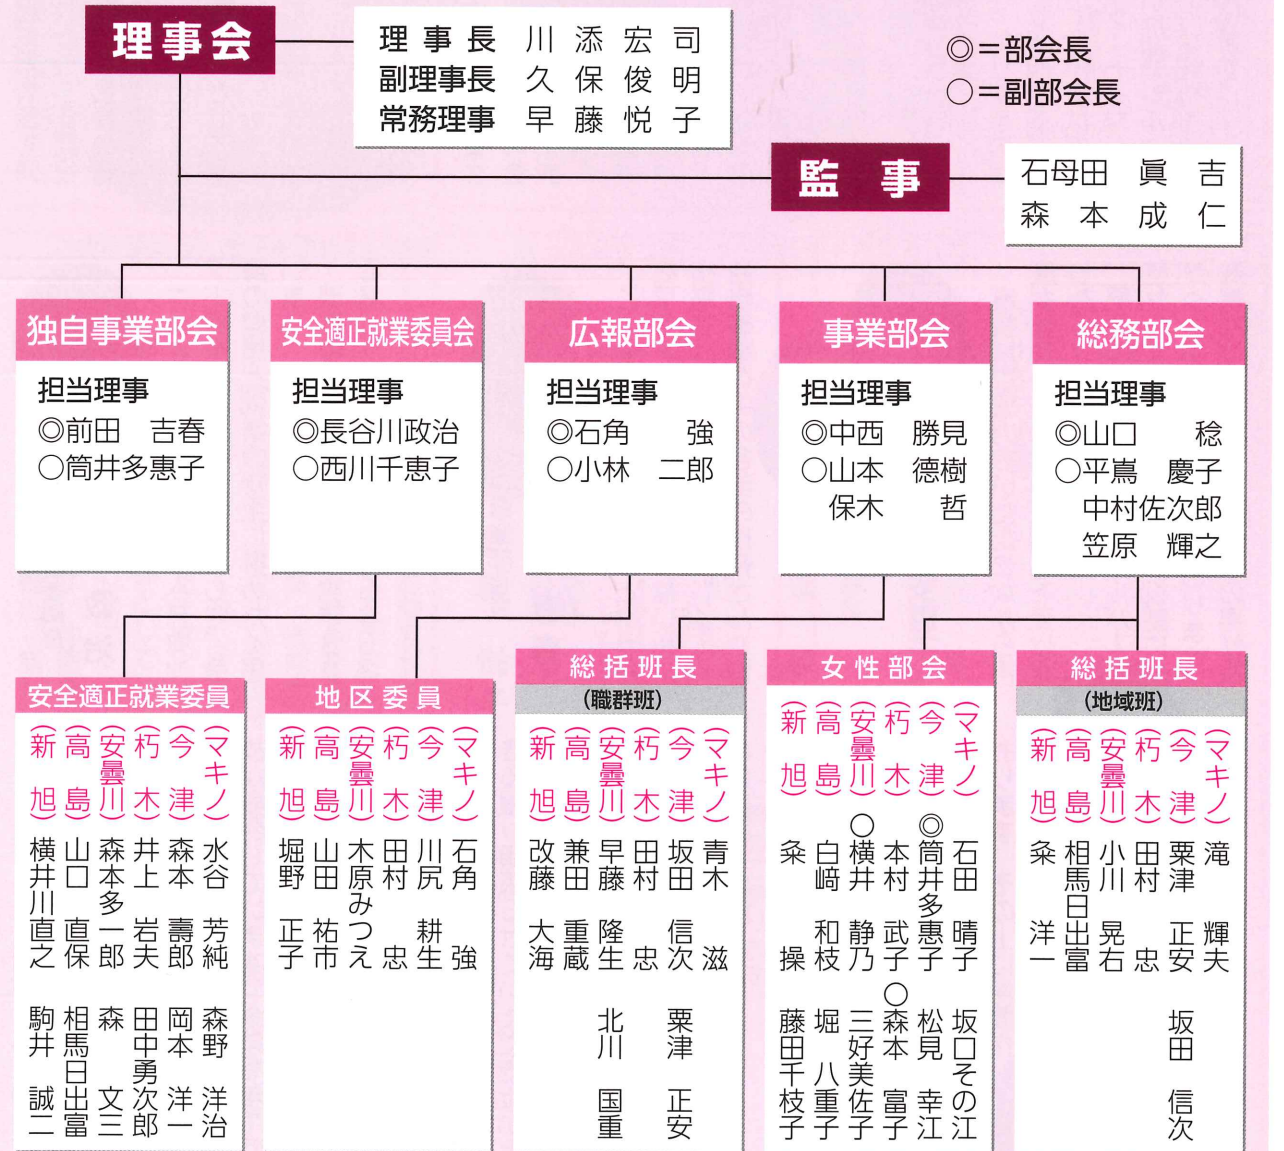 理事会
理事長 川添宏司
副理事長 久保俊明
常務理事 早藤悦子
◎=部会長
○=副部会長
監事
石母田 眞吉
森本成仁
独自事業部会
担当理事
◎前田 吉春
○筒井多惠子
安全適正就業委員会
担当理事
◎長谷川政治
○西川千恵子
広報部会
担当理事
◎石角 強
○小林 二郎
事業部会
担当理事
◎中西 勝見
○山本 德樹
保木 哲
総務部会
担当理事
◎山口 稔
○平嶌 慶子
中村佐次郎
笠原 輝之
安全適正就業委員
(マキノ) 水谷 芳純 森野 洋治
(今津) 森本 壽郎 岡本 洋一
(朽木) 井上 岩夫 田中勇次郎
(安曇川) 森本多一郎 森 文三
(高島) 山口 直保 相馬日出富
(新旭) 横井川直之 駒井 誠二
地区委員
(マキノ) 石角 強
(今津) 川尻 耕生
(朽木) 田村 忠
(安曇川) 木原みつえ
(高島) 山田 祐市
(新旭) 堀野 正子
総括班長
(職群班)
(マキノ) 青木 滋
(今津) 坂田 信次 粟津 正安
(朽木) 田村 忠
(安曇川) 早藤 隆生 北川 国重
(高島) 兼田 重蔵
(新旭) 改藤 大海
女性部会
(マキノ) 石田 晴子 坂口その江
(今津) ◎筒井多惠子 松見 幸江
(朽木) 本村 武子 ○森本 富子
(安曇川) ○横井 静乃 三好美佐子
(高島) 白﨑 和枝 堀 八重子
(新旭) 粂 操 藤田千枝子
総括班長
(地域班)
(マキノ) 滝 輝夫
(今津) 粟津 正安 坂田 信次
(朽木) 田村 忠
(安曇川) 小川 晃右
(高島) 相馬日出富
(新旭) 粂 洋一